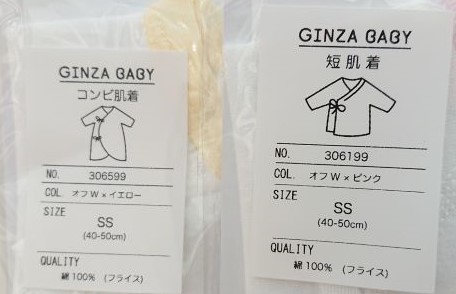 GINZA BABY
コンビ肌着
NO. 306599
COL. オフW×イエロー
SIZE
SS
(40-50cm)
QUALITY
綿100% (フライス)
GINZA BABY
短肌着
NO. 306199
COL. オフW×ピンク
SIZE
SS
(40-50cm)
QUALITY
綿100% (フライス)